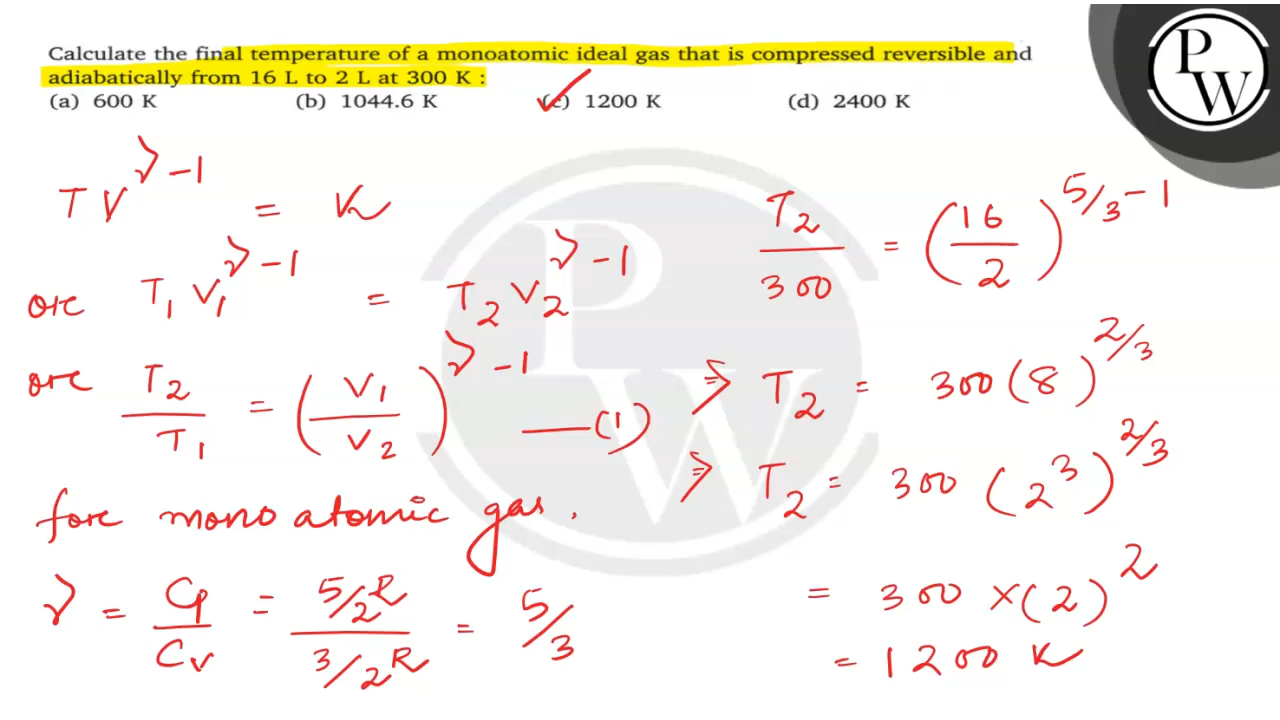 Calculate the final temperature of a monoatomic ideal gas that is compressed reversible and
adiabatically from 16 L to 2 L at 300 K :
(a) 600 K (b) 1044.6 K (c) 1200 K (d) 2400 K
P
W
TV^γ-1 = K
or T₁V₁^γ-1 = T₂V₂^γ-1
or T₂/T₁ = (V₁/V₂)^γ-1 —(1)
for mono atomic gas.
γ = Cp/Cv = 5/2R / 3/2R = 5/3
T₂/300 = (16/2)^5/3-1
⇒ T₂ = 300(8)^2/3
⇒ T₂ = 300(2³)^2/3
= 300×(2)²
= 1200 K
P
W